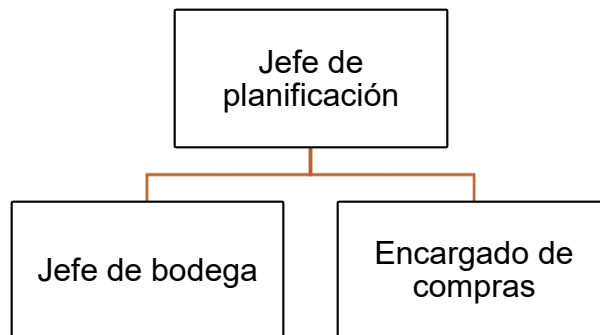 Jefe de
planificación
Jefe de bodega
Encargado de
compras